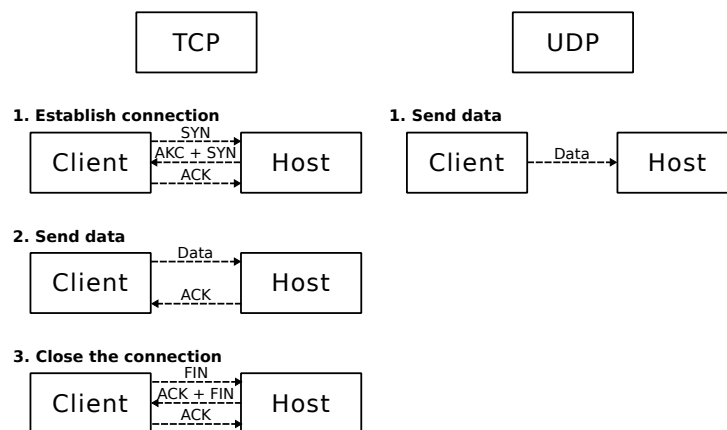 TCP
UDP
1. Establish connection
SYN
Client
AKC + SYN
Host
ACK
1. Send data
Client
Data
Host
2. Send data
Data
Client
Host
ACK
3. Close the connection
FIN
Client
ACK + FIN
Host
ACK